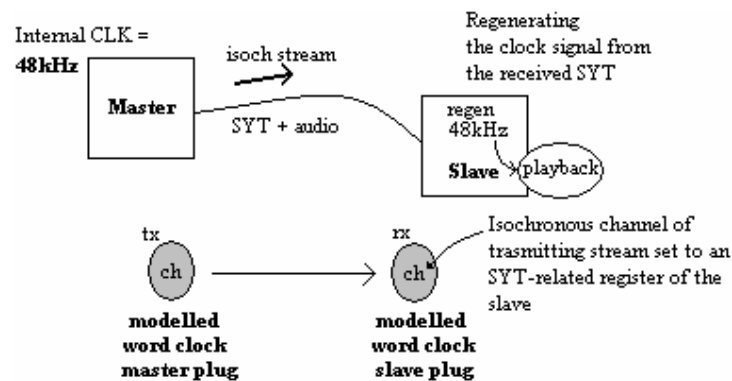 Internal CLK =
48kHz
Master
isoch stream
SYT + audio
Regenerating
the clock signal from
the received SYT
regen
48kHz
Slave
playback
tx
ch
modelled
word clock
master plug
rx
ch
modelled
word clock
slave plug
Isochronous channel of
trasmitting stream set to an
SYT-related register of the
slave